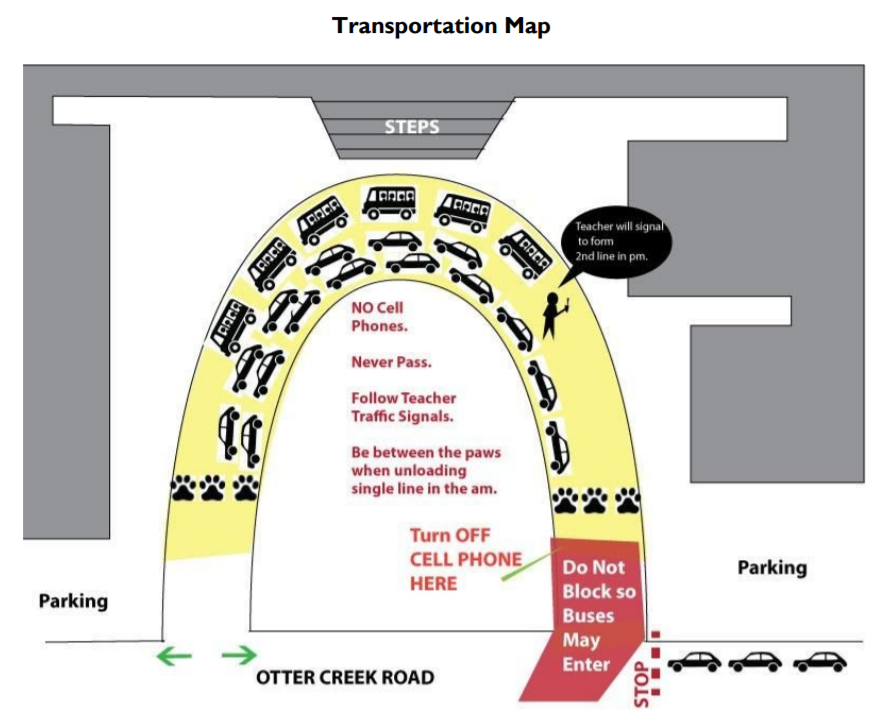 Transportation Map
STEPS
Teacher will signal
to form
2nd line in pm.
NO Cell
Phones.
Never Pass.
Follow Teacher
Traffic Signals.
Be between the paws
when unloading
single line in the am.
Turn OFF
CELL PHONE
HERE
Do Not
Block so
Buses
May
Enter
Parking
Parking
OTTER CREEK ROAD
STOP